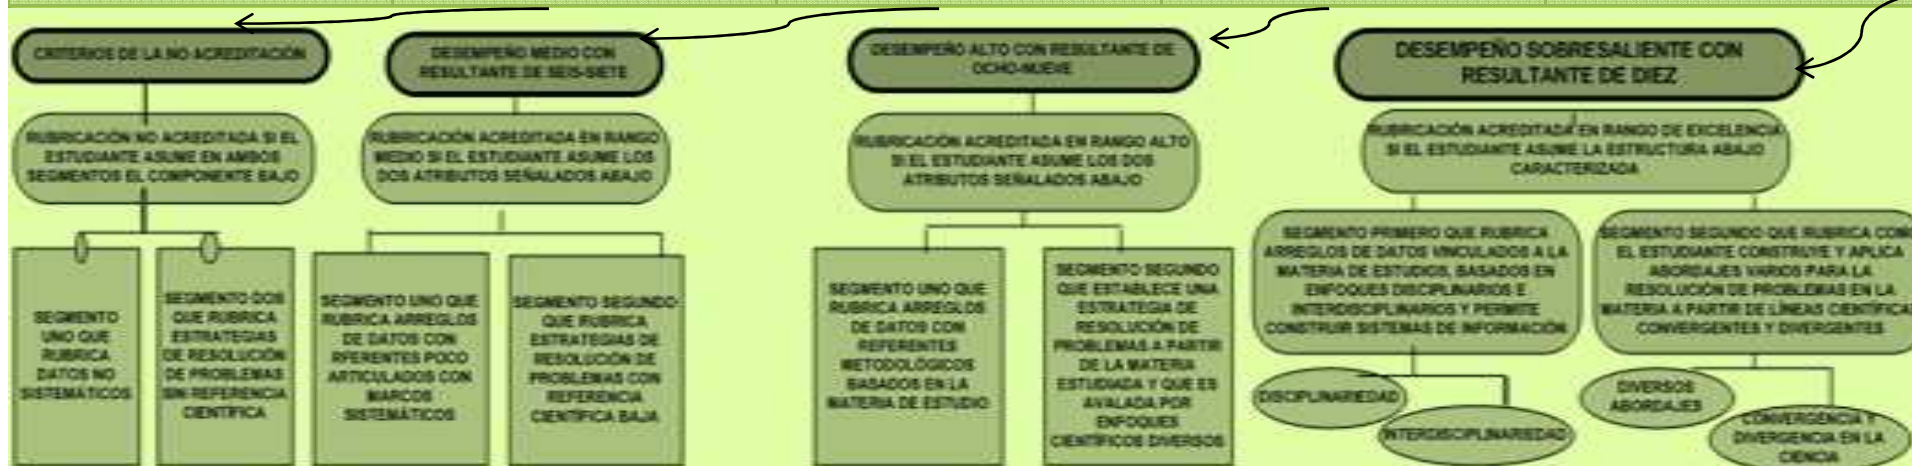 CRITERIOS DE LA NO ACREDITACIÓN
RUBRICACIÓN NO ACREDITADA SI EL
ESTUDIANTE ASUME EN AMBOS
SEGMENTOS EL COMPONENTE BAJO
SEGMENTO
UNO QUE
RUBRICA
DATOS NO
SISTEMÁTICOS
SEGMENTO DOS
QUE RUBRICA
ESTRATEGIAS
DE RESOLUCIÓN
DE PROBLEMAS
SIN REFERENCIA
CIENTÍFICA
DESEMPEÑO MEDIO CON
RESULTANTE DE SEIS-SIETE
RUBRICACIÓN ACREDITADA EN RANGO
MEDIO SI EL ESTUDIANTE ASUME LOS
DOS ATRIBUTOS SEÑALADOS ABAJO
SEGMENTO UNO QUE
RUBRICA ARREGLOS
DE DATOS CON
RFERENTES POCO
ARTICULADOS CON
MARCOS
SISTEMÁTICOS
SEGMENTO SEGUNDO
QUE RUBRICA
ESTRATEGIAS DE
RESOLUCIÓN DE
PROBLEMAS CON
REFERENCIA
CIENTÍFICA BAJA
DESEMPEÑO ALTO CON RESULTANTE DE
OCHO-NUEVE
RUBRICACIÓN ACREDITADA EN RANGO ALTO
SI EL ESTUDIANTE ASUME LOS DOS
ATRIBUTOS SEÑALADOS ABAJO
SEGMENTO UNO QUE
RUBRICA ARREGLOS
DE DATOS CON
REFERENTES
METODOLÓGICOS
BASADOS EN LA
MATERIA DE ESTUDIO
SEGMENTO SEGUNDO
QUE ESTABLECE UNA
ESTRATEGIA DE
RESOLUCIÓN DE
PROBLEMAS A PARTIR
DE LA MATERIA
ESTUDIADA Y QUE ES
AVALADA POR
ENFOQUES
CIENTÍFICOS DIVERSOS
DESEMPEÑO SOBRESALIENTE CON
RESULTANTE DE DIEZ
RUBRICACIÓN ACREDITADA EN RANGO DE EXCELENCIA
SI EL ESTUDIANTE ASUME LA ESTRUCTURA ABAJO
CARACTERIZADA
SEGMENTO PRIMERO QUE RUBRICA
ARREGLOS DE DATOS VINCULADOS A LA
MATERIA DE ESTUDIOS, BASADOS EN
ENFOQUES DISCIPLINARIOS E
INTERDISCIPLINARIOS Y PERMITE
CONSTRUIR SISTEMAS DE INFORMACIÓN
DISCIPLINARIEDAD
INTERDISCIPLINARIEDAD
SEGMENTO SEGUNDO QUE RUBRICA COMO
EL ESTUDIANTE CONSTRUYE Y APLICA
ABORDAJES VARIOS PARA LA
RESOLUCIÓN DE PROBLEMAS EN LA
MATERIA A PARTIR DE LÍNEAS CIENTÍFICAS
CONVERGENTES Y DIVERGENTES
DIVERSOS
ABORDAJES
CONVERGENCIA Y
DIVERGENCIA EN LA
CIENCIA